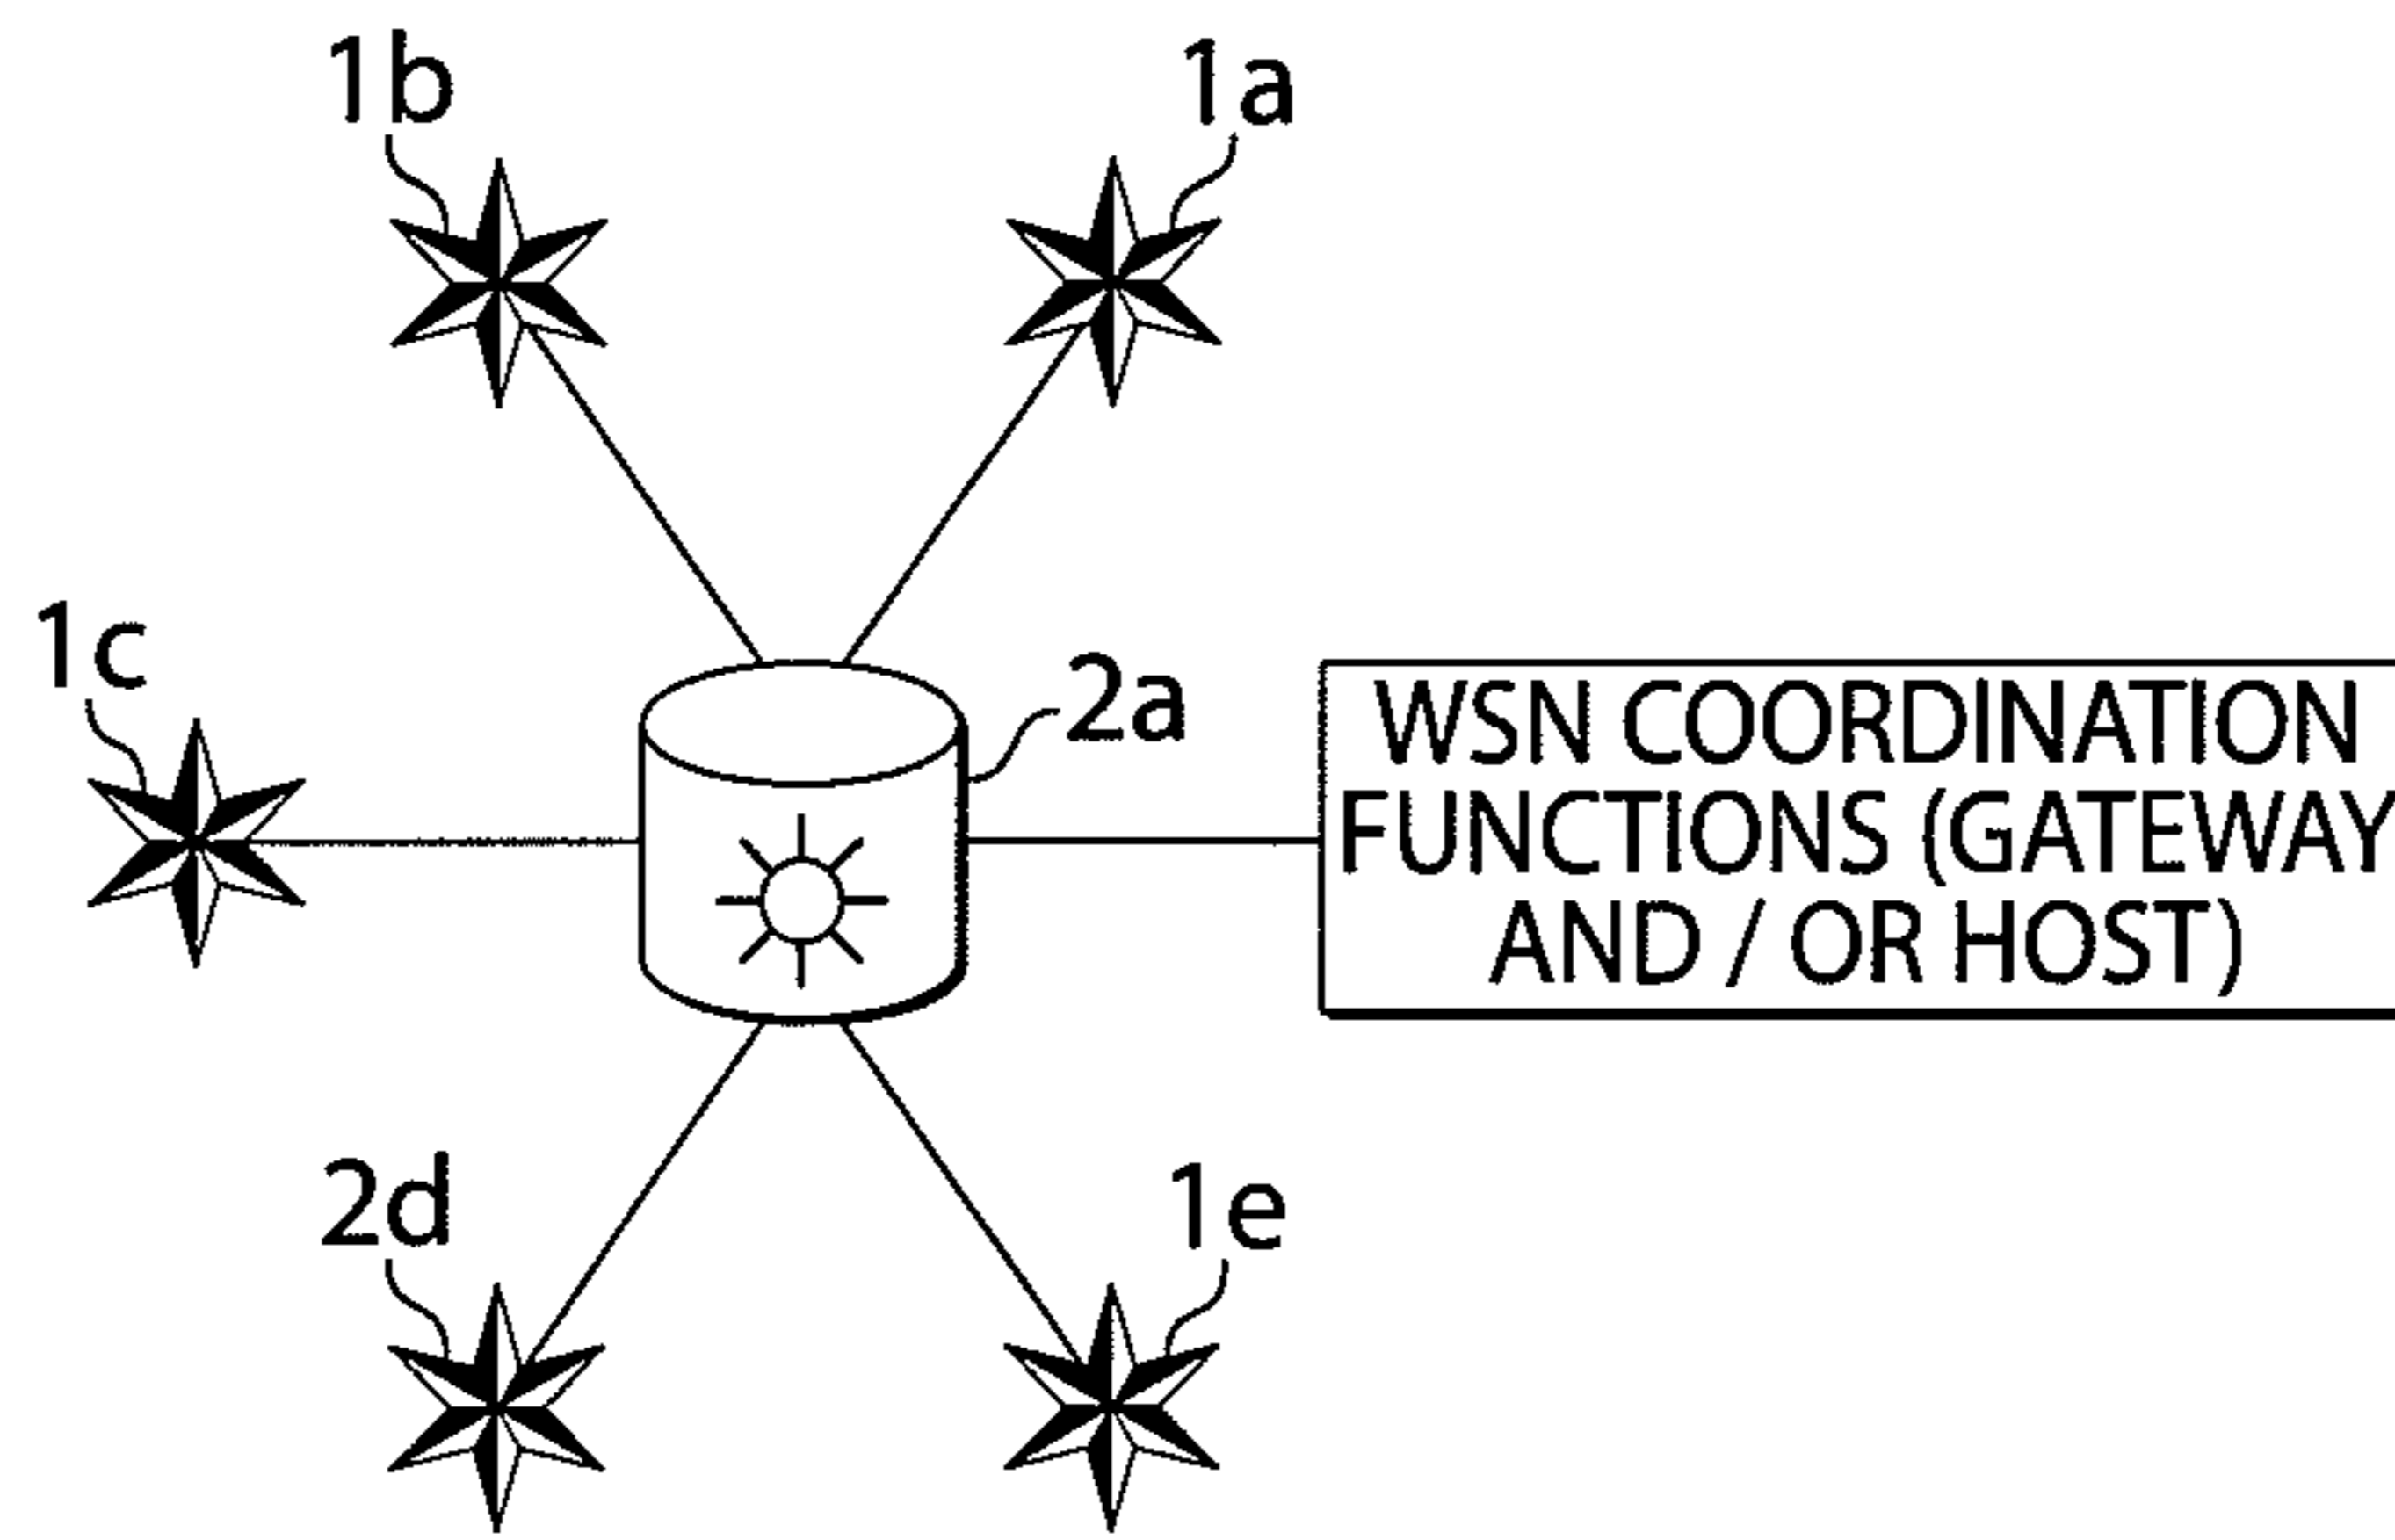 1b
1a
1c
2a
WSN COORDINATION
FUNCTIONS (GATEWAY
AND / OR HOST)
2d
1e